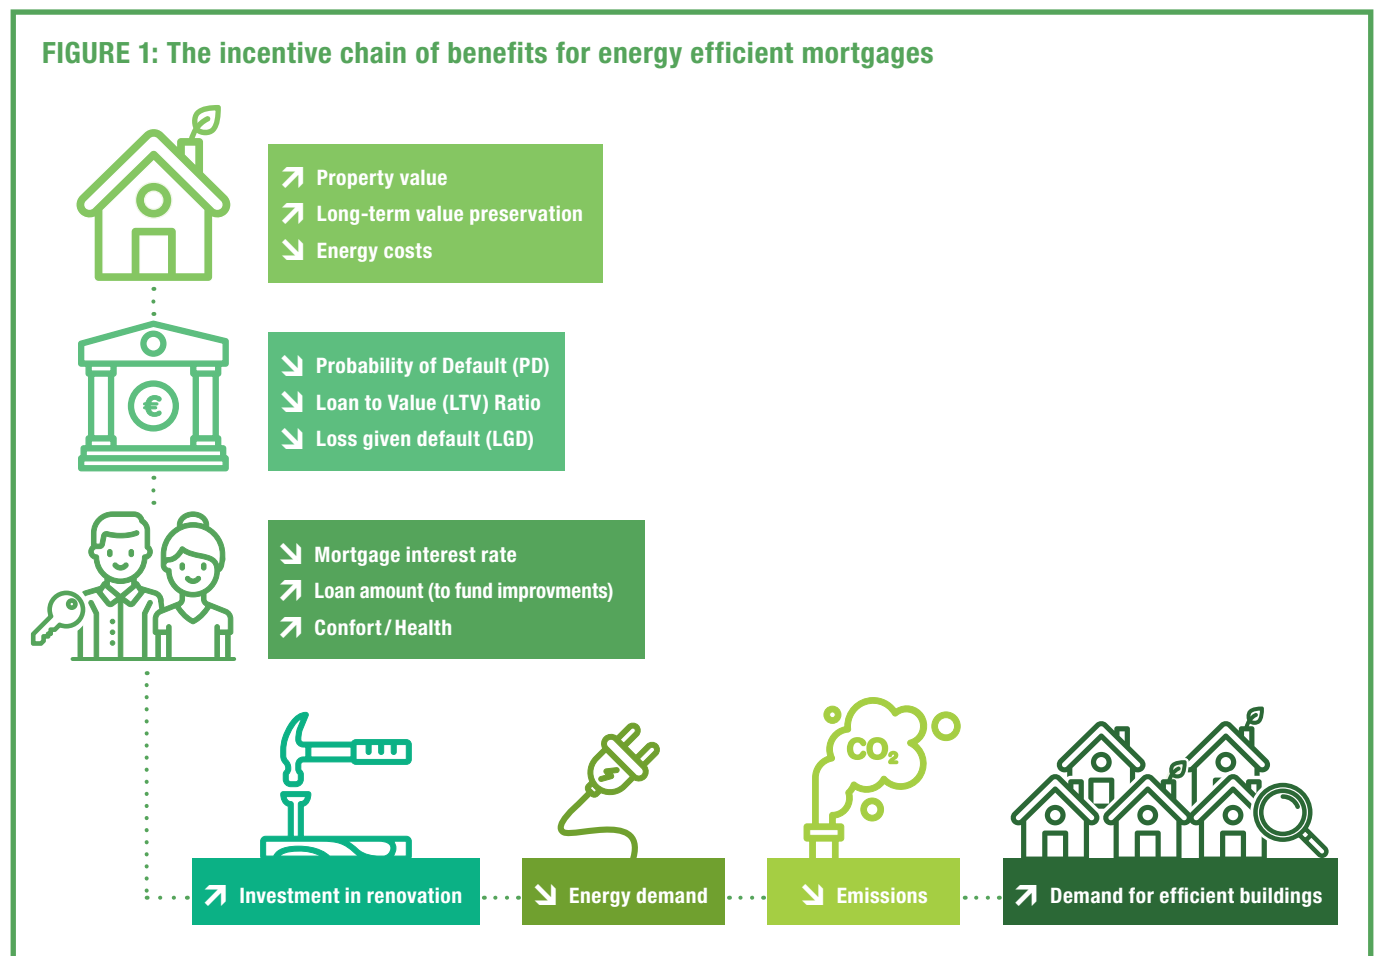 FIGURE 1: The incentive chain of benefits for energy efficient mortgages
Property value
Long-term value preservation
Energy costs
€
Probability of Default (PD)
Loan to Value (LTV) Ratio
Loss given default (LGD)
Mortgage interest rate
Loan amount (to fund improvments)
Confort / Health
CO₂
Investment in renovation
Energy demand
Emissions
Demand for efficient buildings